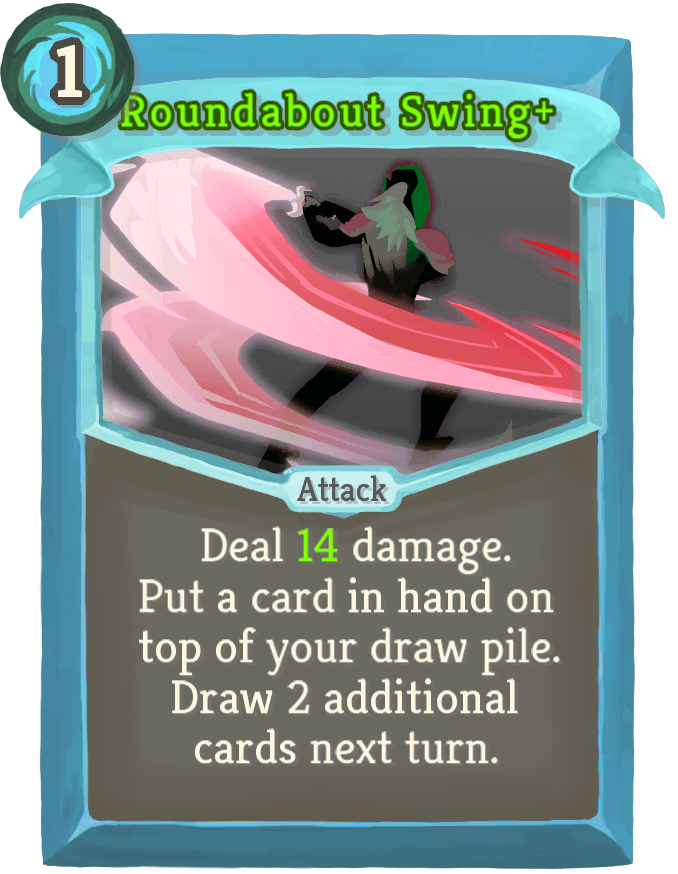 1
Roundabout Swing+
Attack
Deal 14 damage.
Put a card in hand on
top of your draw pile.
Draw 2 additional
cards next turn.